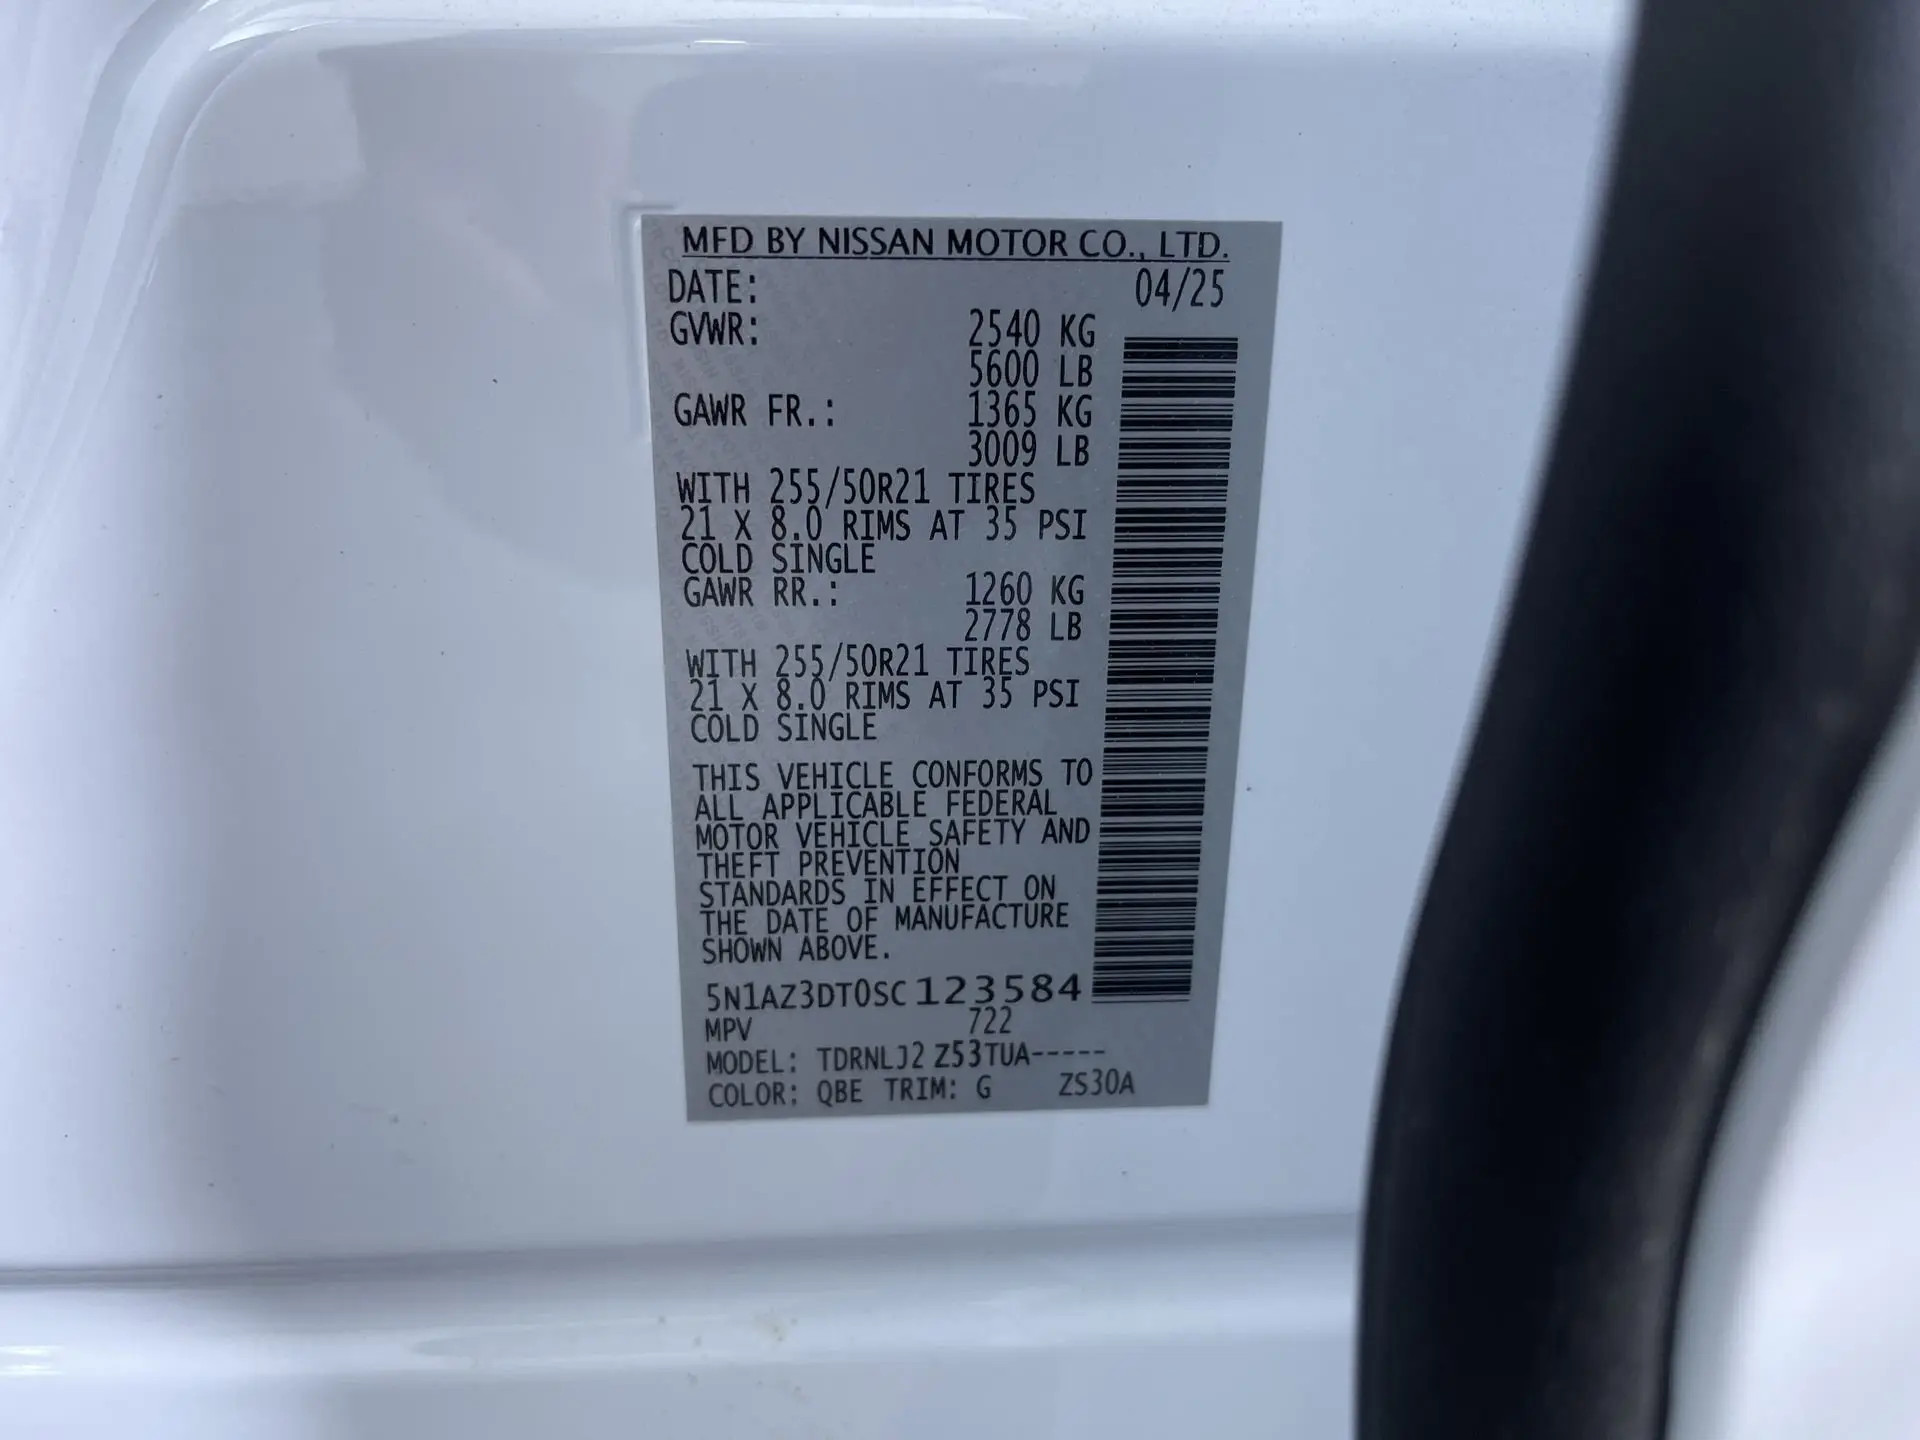 MFD BY NISSAN MOTOR CO., LTD.
DATE: 04/25
GVWR: 2540 KG
5600 LB
GAWR FR.: 1365 KG
3009 LB
WITH 255/50R21 TIRES
21 X 8.0 RIMS AT 35 PSI
COLD SINGLE
GAWR RR.: 1260 KG
2778 LB
WITH 255/50R21 TIRES
21 X 8.0 RIMS AT 35 PSI
COLD SINGLE
THIS VEHICLE CONFORMS TO
ALL APPLICABLE FEDERAL
MOTOR VEHICLE SAFETY AND
THEFT PREVENTION
STANDARDS IN EFFECT ON
THE DATE OF MANUFACTURE
SHOWN ABOVE.
5N1AZ3DT0SC123584
MPV 722
MODEL: TDRNLJ2 Z53TUA-----
COLOR: QBE TRIM: G ZS30A